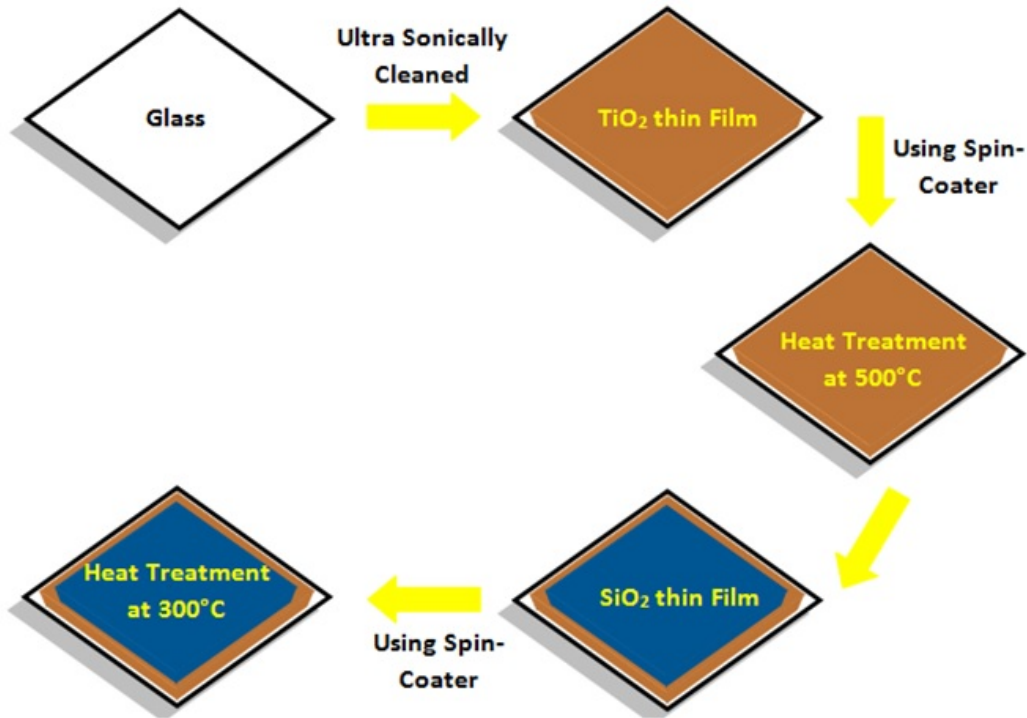 Glass
Ultra Sonically
Cleaned
TiO₂ thin Film
Using Spin-
Coater
Heat Treatment
at 500°C
SiO₂ thin Film
Using Spin-
Coater
Heat Treatment
at 300°C